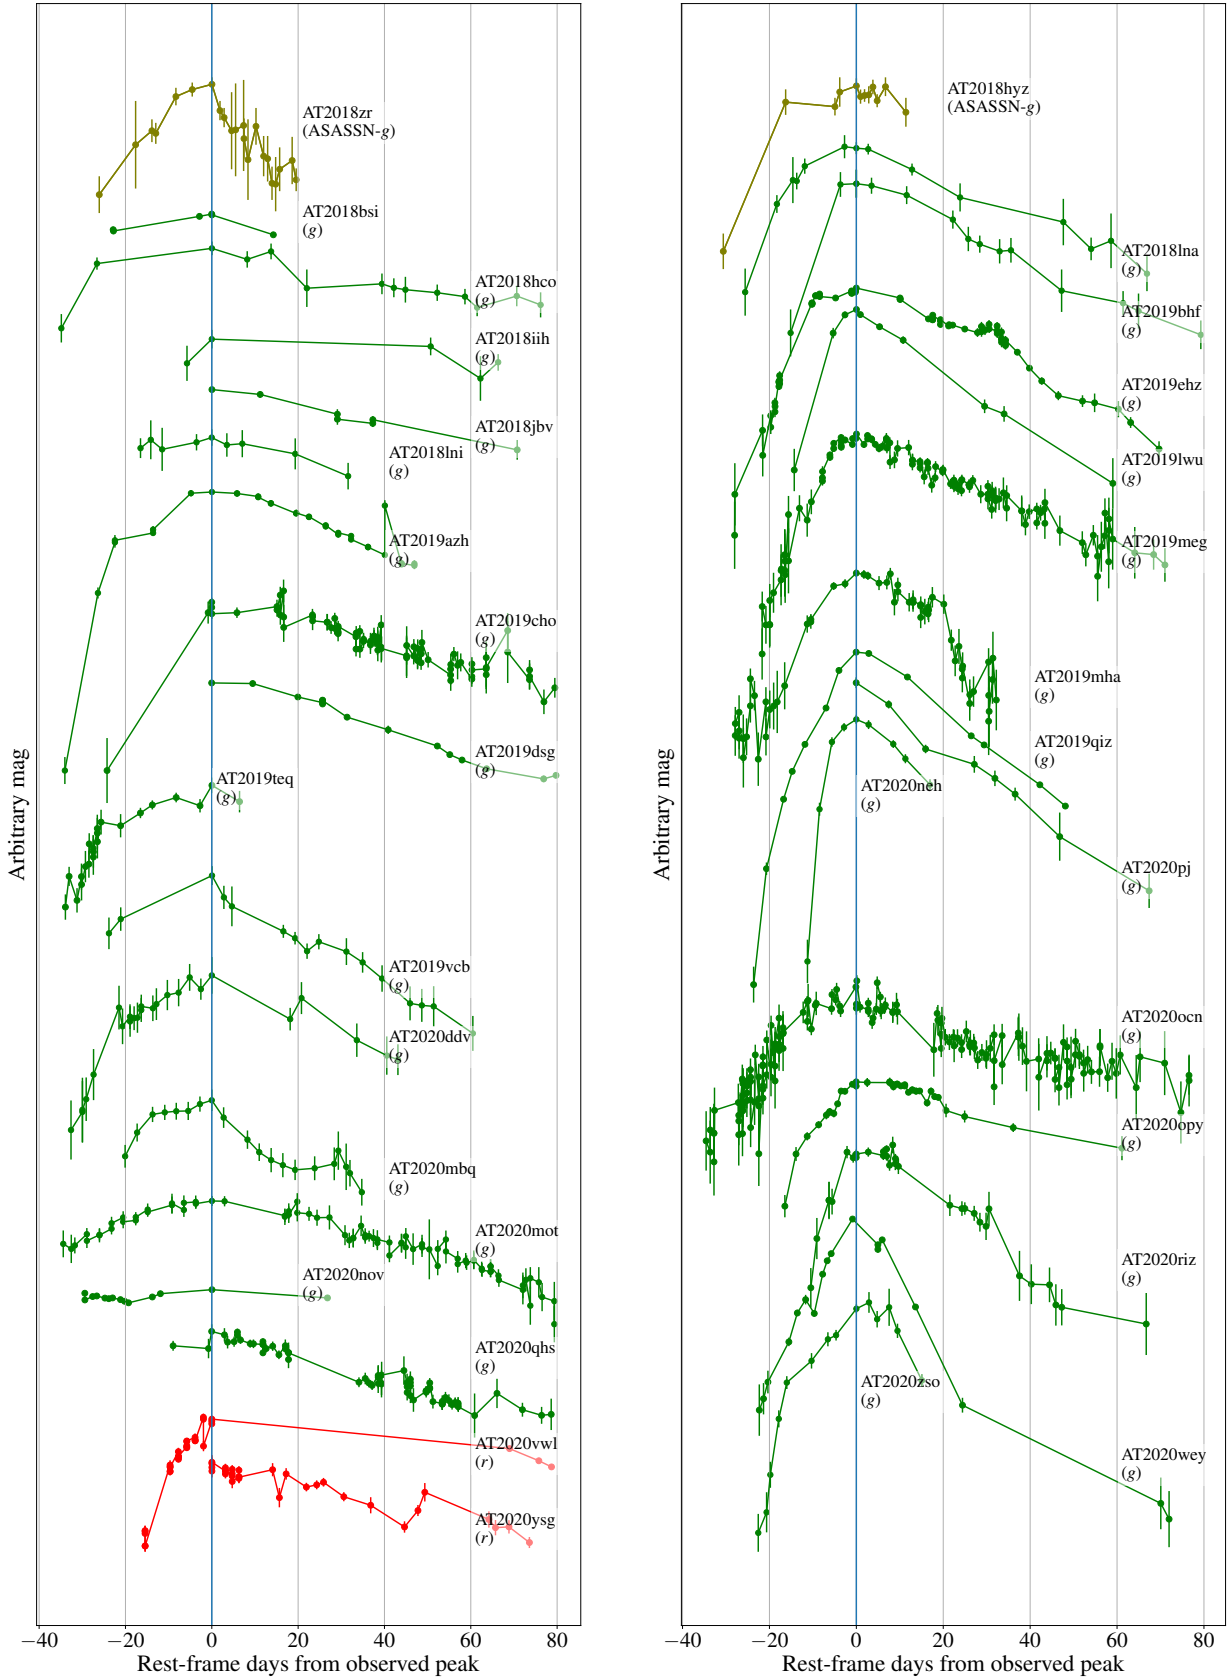 Arbitrary mag
AT2018zr
(ASASSN-g)
AT2018bsi
(g)
AT2018hco
(g)
AT2018iih
(g)
AT2018jbv
(g)
AT2018lni
(g)
AT2019azh
(g)
AT2019cho
(g)
AT2019dsg
(g)
AT2019teq
(g)
AT2019vcb
(g)
AT2020ddv
(g)
AT2020mbq
(g)
AT2020mot
(g)
AT2020nov
(g)
AT2020qhs
(g)
AT2020vwl
(r)
AT2020ysg
(r)
−40 −20 0 20 40 60 80
Rest-frame days from observed peak
Arbitrary mag
AT2018hyz
(ASASSN-g)
AT2018lna
(g)
AT2019bhf
(g)
AT2019ehz
(g)
AT2019lwu
(g)
AT2019meg
(g)
AT2019mha
(g)
AT2019qiz
(g)
AT2020neh
(g)
AT2020pj
(g)
AT2020ocn
(g)
AT2020opy
(g)
AT2020riz
(g)
AT2020zso
(g)
AT2020wey
(g)
−40 −20 0 20 40 60 80
Rest-frame days from observed peak